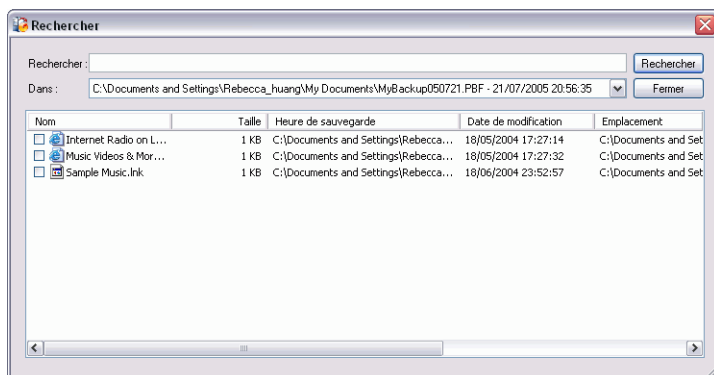 Rechercher
Rechercher : Rechercher
Dans : C:\Documents and Settings\Rebecca_huang\My Documents\MyBackup050721.PBF - 21/07/2005 20:56:35 Fermer
Nom Taille Heure de sauvegarde Date de modification Emplacement
Internet Radio on L... 1 KB C:\Documents and Settings\Rebecca... 18/05/2004 17:27:14 C:\Documents and Set
Music Videos & Mor... 1 KB C:\Documents and Settings\Rebecca... 18/05/2004 17:27:32 C:\Documents and Set
Sample Music.lnk 1 KB C:\Documents and Settings\Rebecca... 18/06/2004 23:52:57 C:\Documents and Set